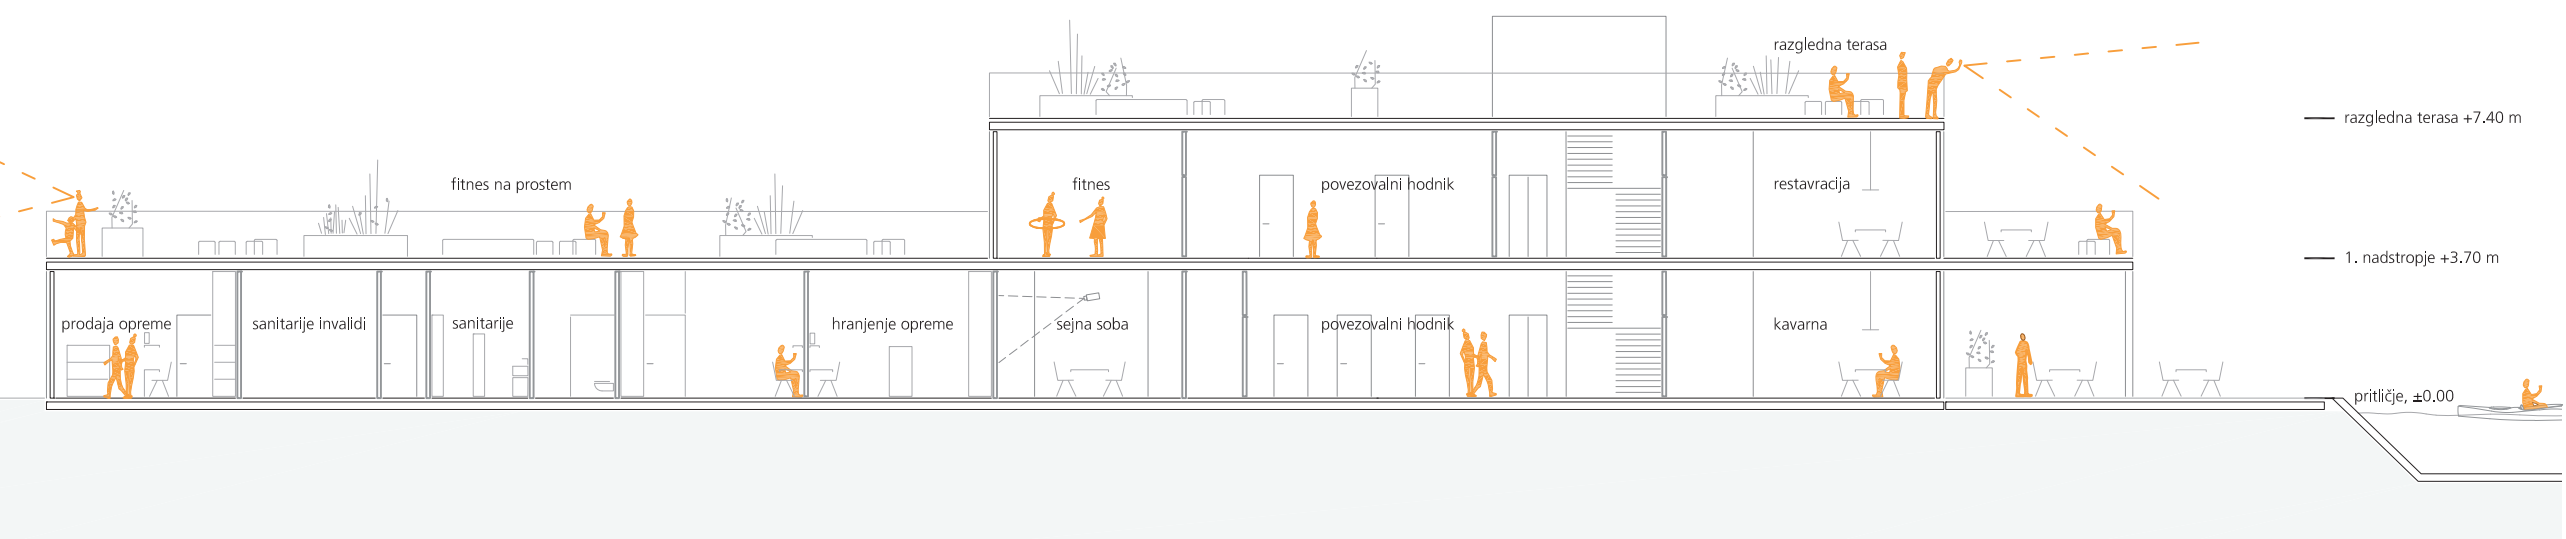 razgledna terasa
razgledna terasa +7.40 m
fitnes na prostem
fitnes
povezovalni hodnik
restavracija
1. nadstropje +3.70 m
prodaja opreme
sanitarije invalidi
sanitarije
hranjenje opreme
sejna soba
povezovalni hodnik
kavarna
pritličje, ±0.00